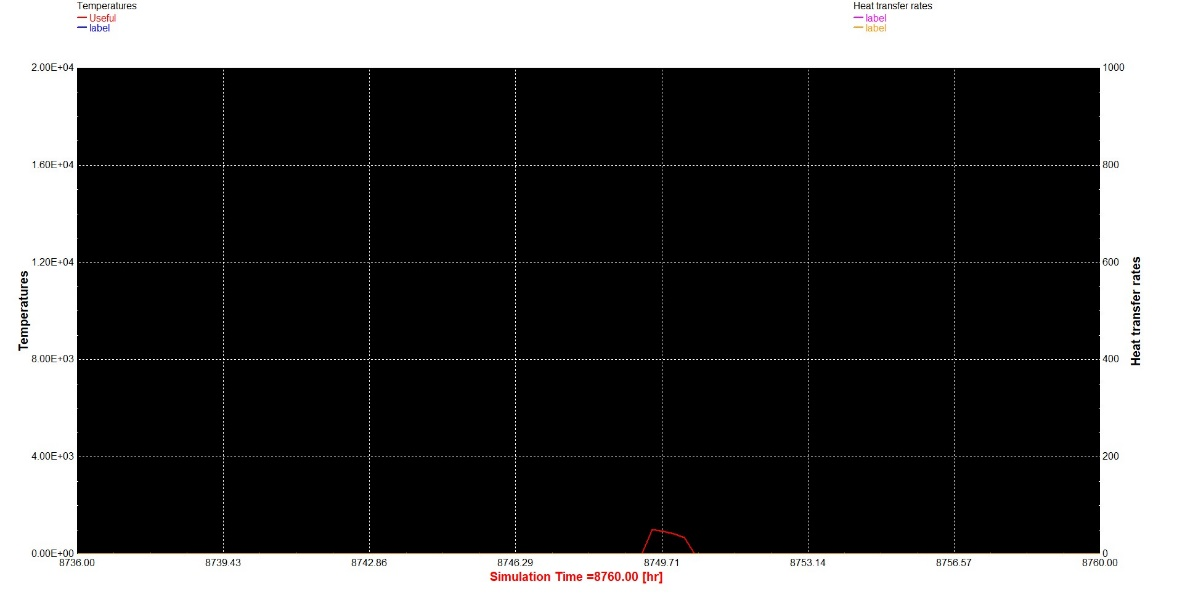 Temperatures
Useful
label
Heat transfer rates
label
label
2.00E+04
1.60E+04
1.20E+04
8.00E+03
4.00E+03
0.00E+00
Temperatures
1000
800
600
400
200
0
Heat transfer rates
8736.00
8739.43
8742.86
8746.29
8749.71
8753.14
8756.57
8760.00
Simulation Time =8760.00 [hr]